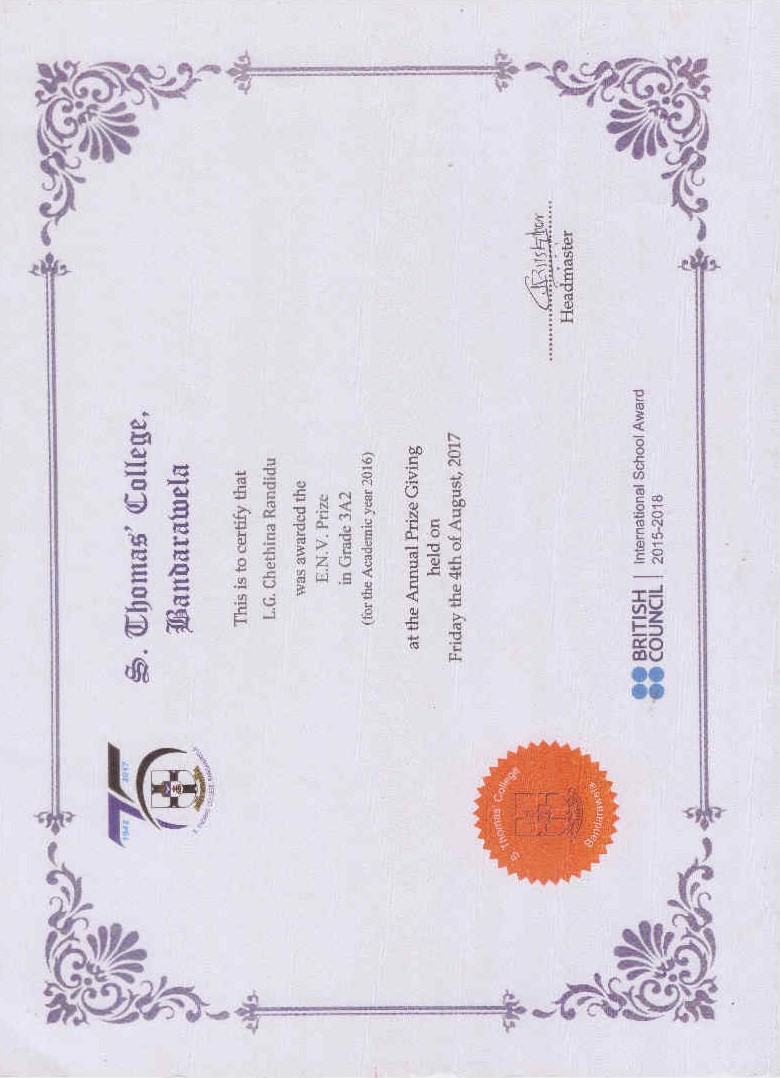 1942 2017
S. THOMAS' COLLEGE, BANDARAWELA
S. Thomas' College,
Bandarawela
This is to certify that
L.G. Chethina Randidu
was awarded the
E.N.V. Prize
in Grade 3A2
(for the Academic year 2016)
at the Annual Prize Giving
held on
Friday the 4th of August, 2017
S. Thomas' College
Bandarawela
Headmaster
BRITISH COUNCIL
International School Award
2015-2018